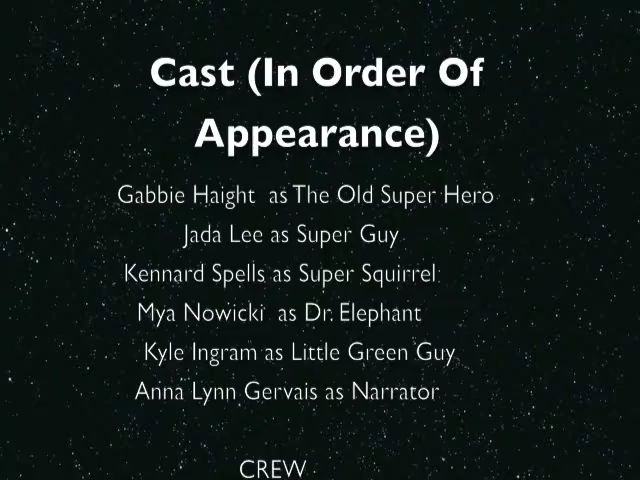 Cast (In Order Of
Appearance)
Gabbie Haight as The Old Super Hero
Jada Lee as Super Guy
Kennard Spells as Super Squirrel
Mya Nowicki as Dr. Elephant
Kyle Ingram as Little Green Guy
Anna Lynn Gervais as Narrator
CREW